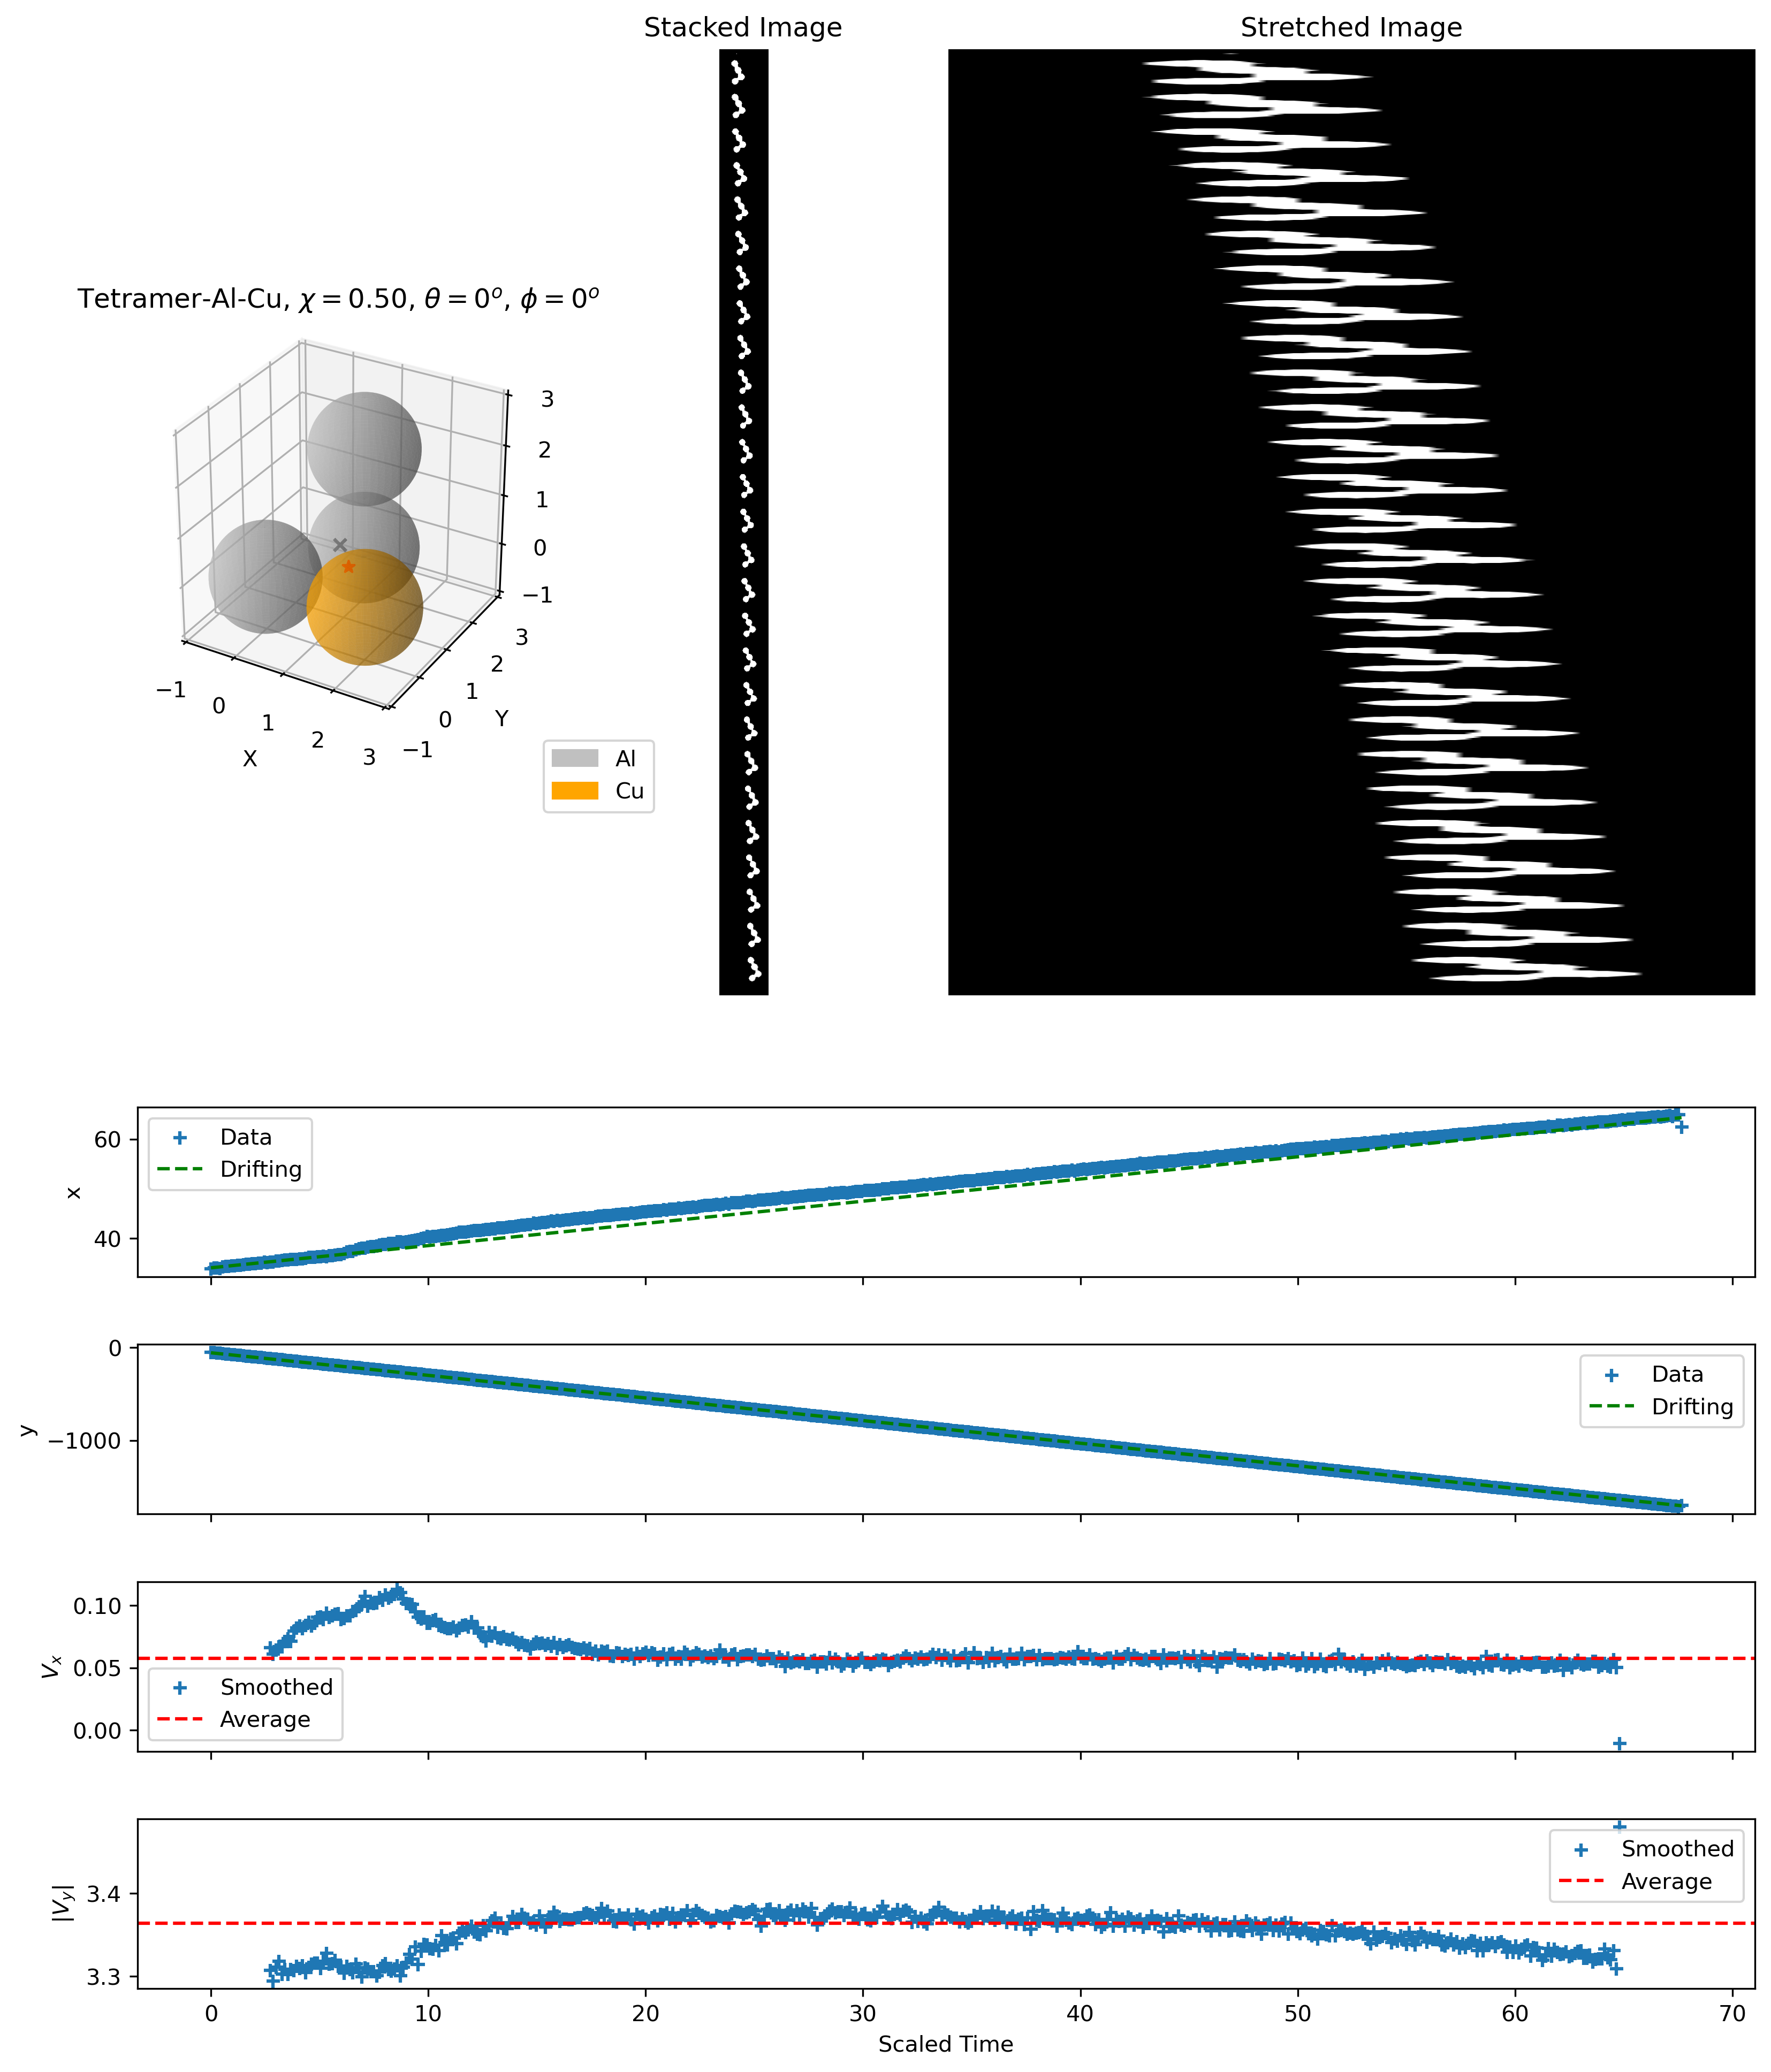 Stacked Image
Stretched Image
Tetramer-Al-Cu, χ = 0.50, θ = 0°, ϕ = 0°
3
2
1
0
−1
3
2
1
0
−1
−1
0
1
2
3
X
Y
Al
Cu
60
40
x
Data
Drifting
0
−1000
y
Data
Drifting
0.10
0.05
0.00
Vx
Smoothed
Average
3.4
3.3
|Vy|
Smoothed
Average
0 10 20 30 40 50 60 70
Scaled Time